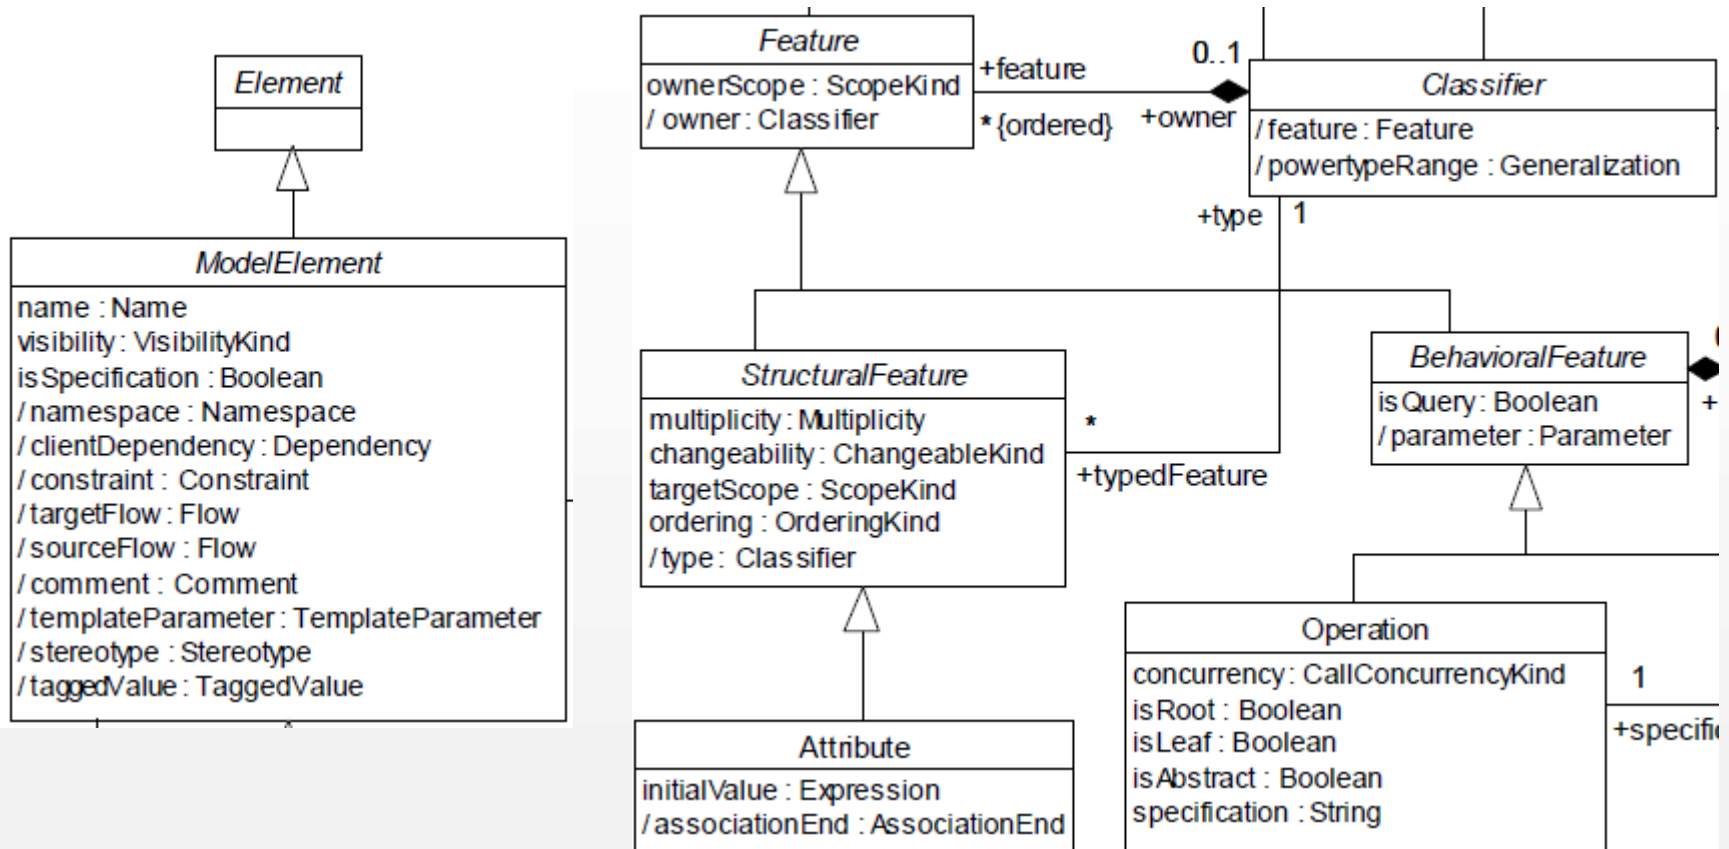 Element
ModelElement
name : Name
visibility : VisibilityKind
isSpecification : Boolean
/ namespace : Namespace
/ clientDependency : Dependency
/ constraint : Constraint
/ targetFlow : Flow
/ sourceFlow : Flow
/ comment : Comment
/ templateParameter : TemplateParameter
/ stereotype : Stereotype
/ taggedValue : TaggedValue
Feature
ownerScope : ScopeKind
/ owner : Classifier
+feature
* {ordered}
0..1
+owner
Classifier
/ feature : Feature
/ powertypeRange : Generalization
+type
1
StructuralFeature
multiplicity : Multiplicity
changeability : ChangeableKind
targetScope : ScopeKind
ordering : OrderingKind
/ type : Classifier
*
+typedFeature
BehavioralFeature
isQuery : Boolean
/ parameter : Parameter
+
Attribute
initialValue : Expression
/ associationEnd : AssociationEnd
Operation
concurrency : CallConcurrencyKind
isRoot : Boolean
isLeaf : Boolean
isAbstract : Boolean
specification : String
1